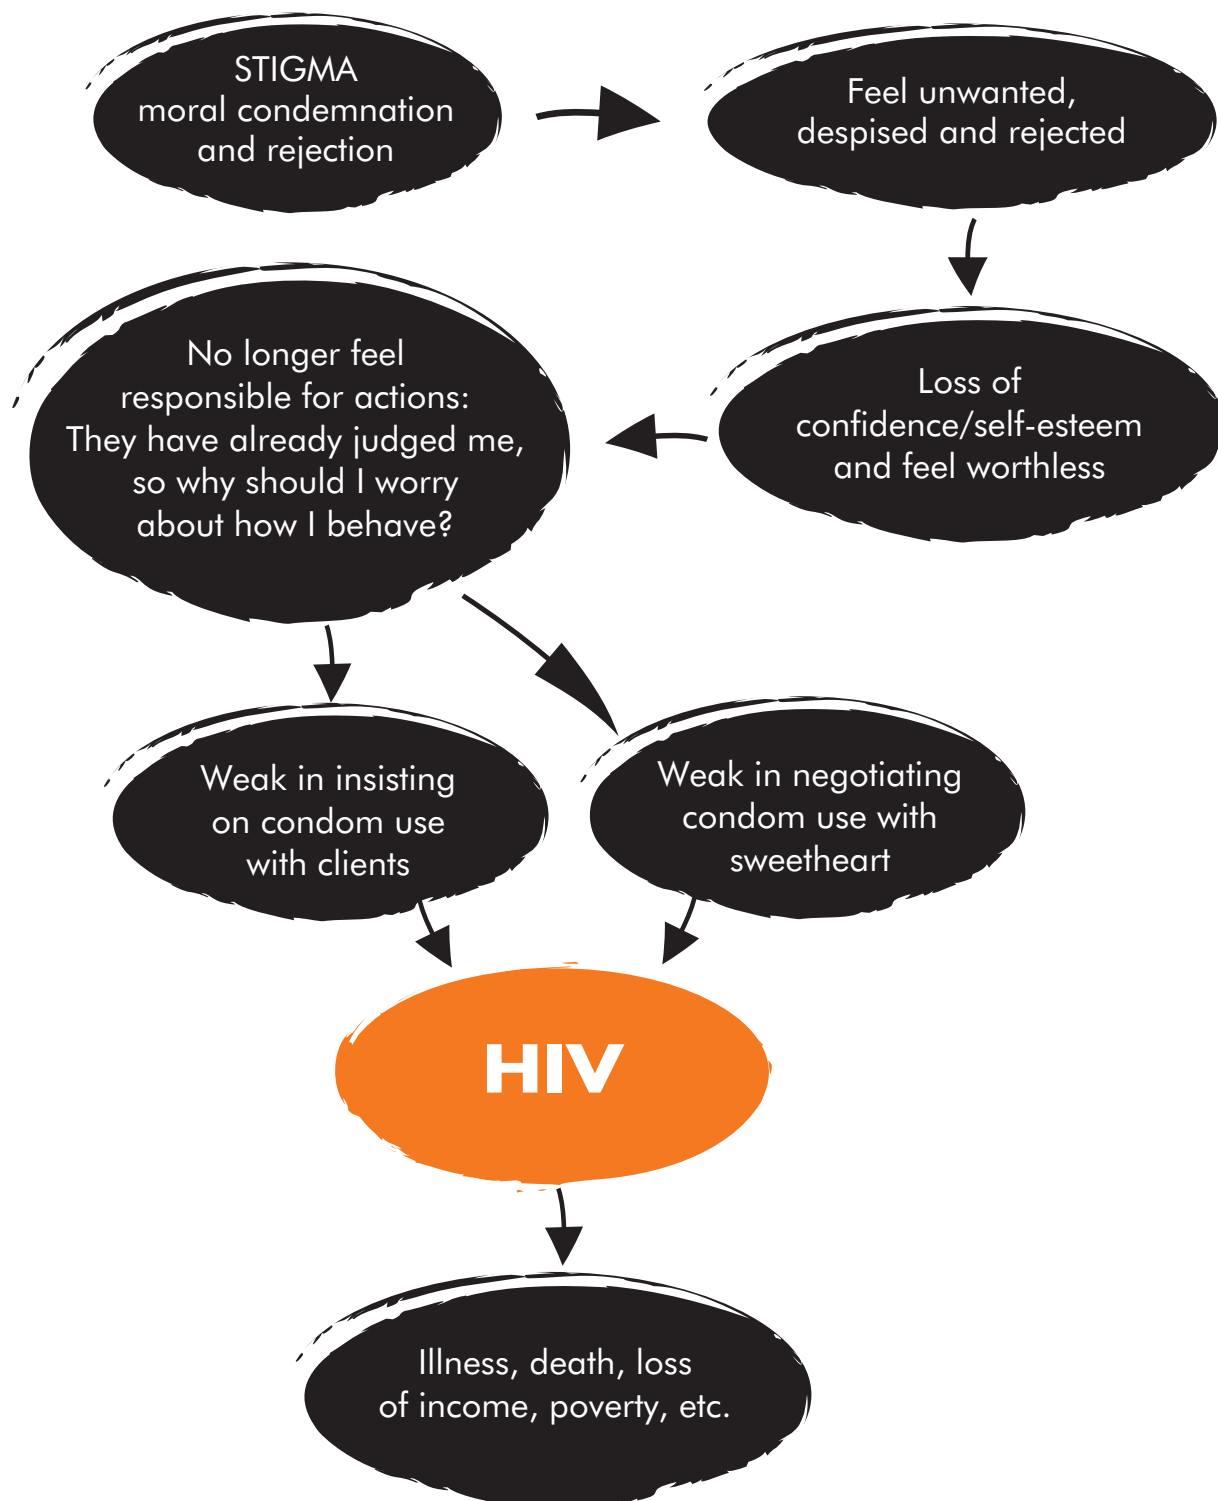 STIGMA
moral condemnation
and rejection
Feel unwanted,
despised and rejected
Loss of
confidence/self-esteem
and feel worthless
No longer feel
responsible for actions:
They have already judged me,
so why should I worry
about how I behave?
Weak in insisting
on condom use
with clients
Weak in negotiating
condom use with
sweetheart
HIV
Illness, death, loss
of income, poverty, etc.